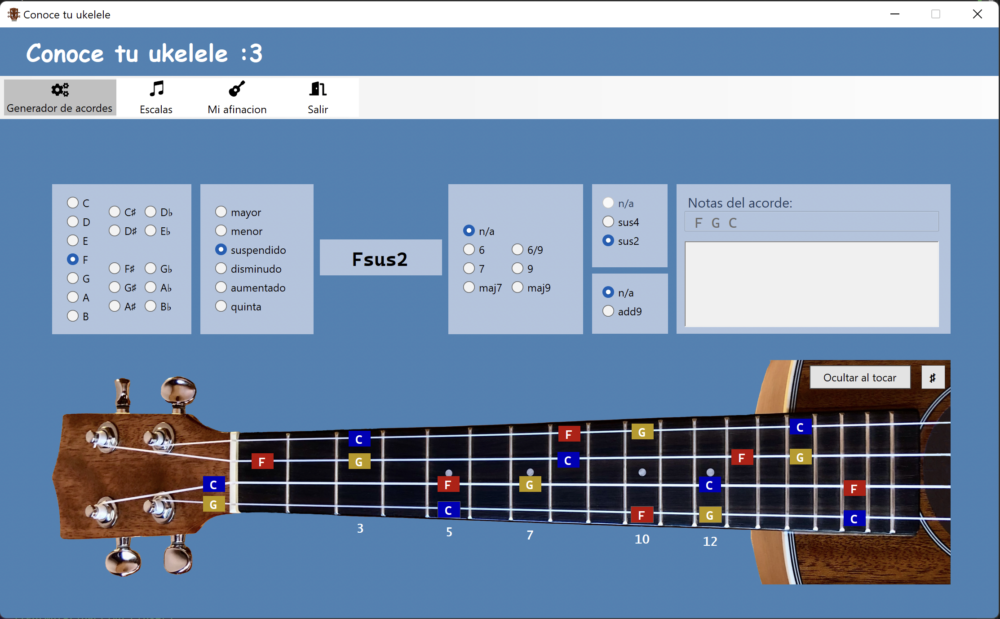 Conoce tu ukelele
Conoce tu ukelele :3
Generador de acordes
Escalas
Mi afinacion
Salir
C
D
E
F
G
A
B
C♯ D♭
D♯ E♭
F♯ G♭
G♯ A♭
A♯ B♭
mayor
menor
suspendido
disminudo
aumentado
quinta
Fsus2
n/a
6 6/9
7 9
maj7 maj9
n/a
sus4
sus2
n/a
add9
Notas del acorde:
F G C
Ocultar al tocar ♯
C F G C
F G C F G
C F G C F
G C F G C
3 5 7 10 12